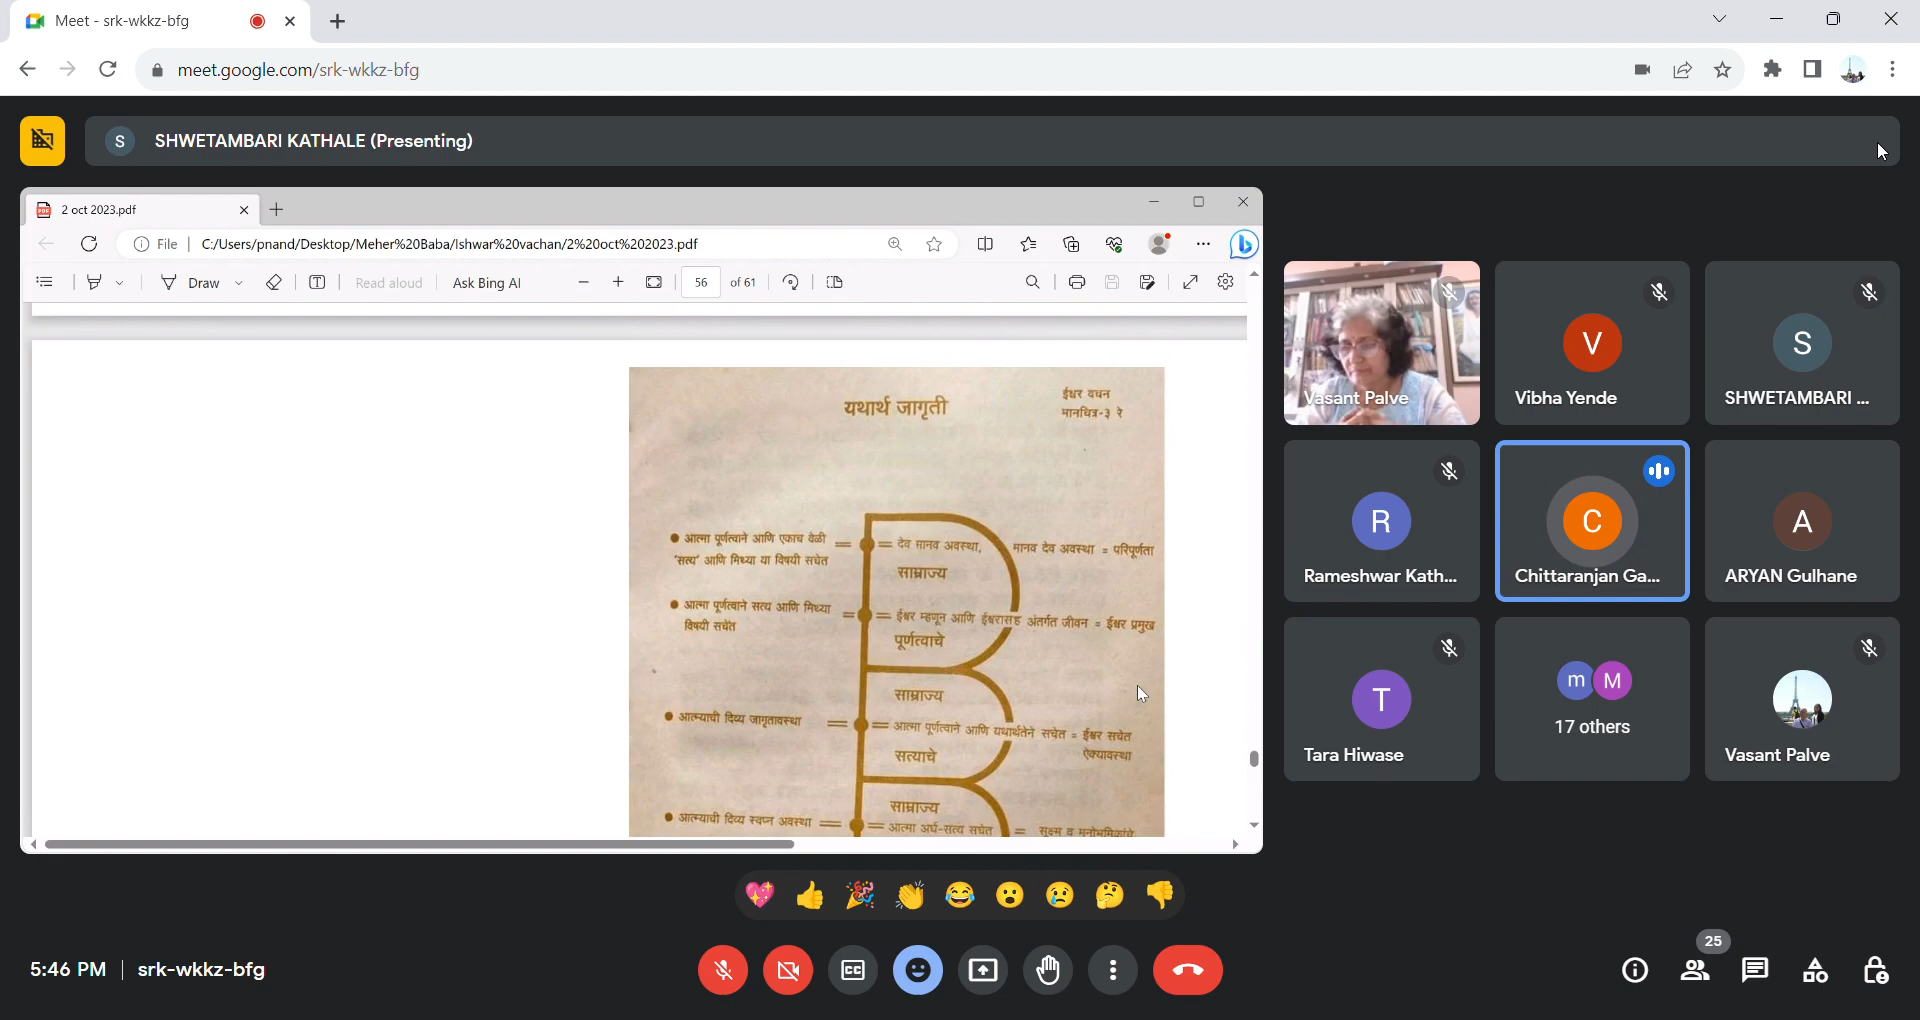 Meet - srk-wkkz-bfg
meet.google.com/srk-wkkz-bfg
S SHWETAMBARI KATHALE (Presenting)
2 oct 2023.pdf
File C:/Users/pnand/Desktop/Meher%20Baba/Ishwar%20vachan/2%20oct%202023.pdf
Draw Read aloud Ask Bing AI 56 of 61
ईश्वर वचन
यथार्थ जागृती
मानचित्र-३ रे
आत्मा पूर्णत्वाने आणि एकाच वेळी = = देव मानव अवस्था, मानव देव अवस्था = परिपूर्णता
'सत्य' आणि मिथ्या या विषयी सचेत
साम्राज्य
आत्मा पूर्णत्वाने सत्य आणि मिथ्या = = ईश्वर म्हणून आणि ईश्वरासह अंतर्गत जीवन = ईश्वर प्रमुख
विषयी सचेत
पूर्णत्वाचे
साम्राज्य
आत्म्याची दिव्य जागृतावस्था = = आत्मा पूर्णत्वाने आणि यथार्थतेने सचेत = ईश्वर सचेत
ऐक्यावस्था
सत्याचे
साम्राज्य
आत्म्याची दिव्य स्वप्न अवस्था = = आत्मा अर्ध-सत्य सचेत = सूक्ष्म व मनोभूमिकांचे
Vasant Palve
V
Vibha Yende
S
SHWETAMBARI ...
R
Rameshwar Kath...
C
Chittaranjan Ga...
A
ARYAN Gulhane
T
Tara Hiwase
m M
17 others
Vasant Palve
5:46 PM | srk-wkkz-bfg
CC
25